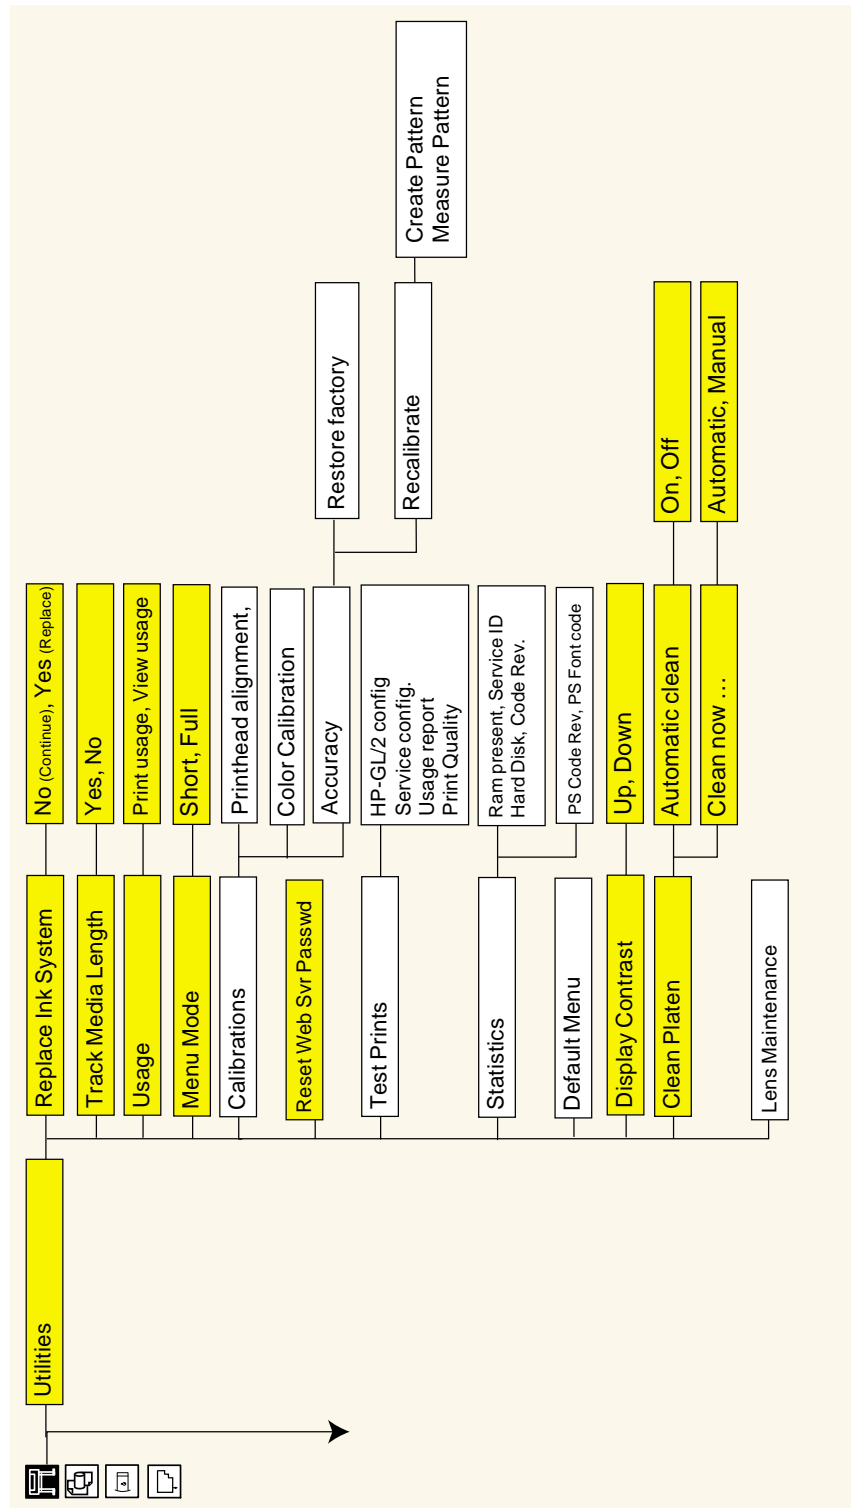 Utilities
Replace Ink System
No (Continue), Yes (Replace)
Track Media Length
Yes, No
Usage
Print usage, View usage
Menu Mode
Short, Full
Calibrations
Printhead alignment,
Color Calibration
Accuracy
Restore factory
Recalibrate
Create Pattern
Measure Pattern
Reset Web Svr Passwd
Test Prints
HP-GL/2 config
Service config.
Usage report
Print Quality
Statistics
Ram present, Service ID
Hard Disk, Code Rev.
PS Code Rev, PS Font code
Default Menu
Display Contrast
Up, Down
Clean Platen
Automatic clean
On, Off
Clean now ...
Automatic, Manual
Lens Maintenance